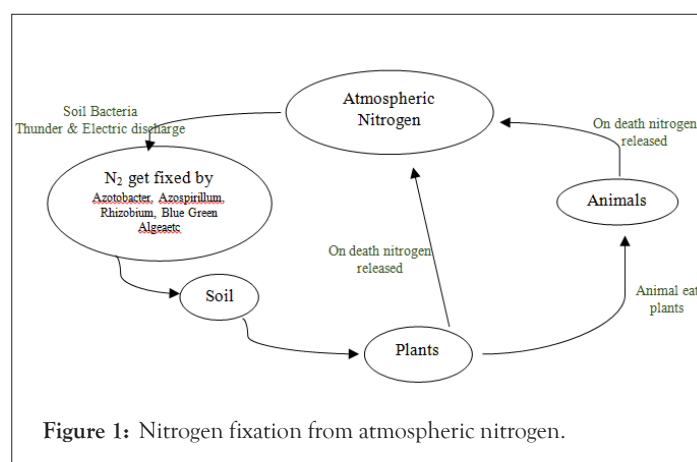 Soil Bacteria
Thunder & Electric discharge
Atmospheric
Nitrogen
On death nitrogen
released
N₂ get fixed by
Azotobacter, Azospirillum,
Rhizobium, Blue Green
Algeaetc
Animals
On death nitrogen
released
Soil
Animal eat
plants
Plants
Figure 1: Nitrogen fixation from atmospheric nitrogen.